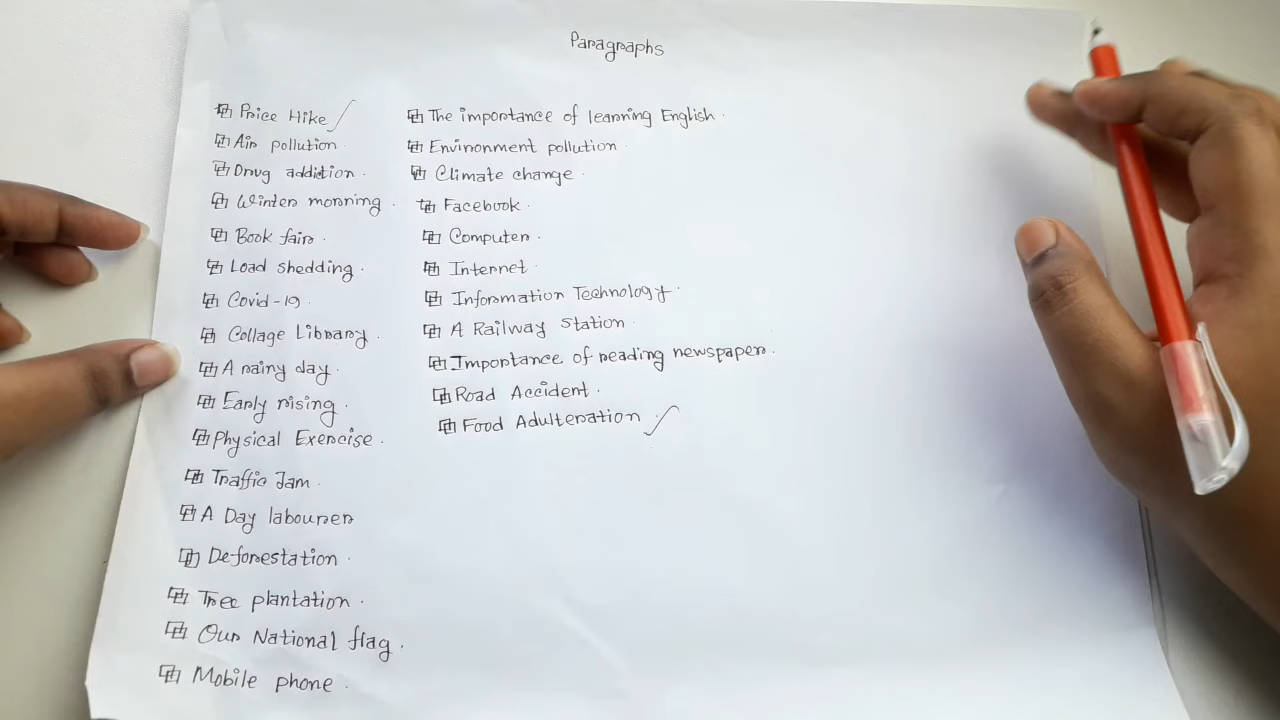 Paragraphs
Price Hike
Air pollution.
Drug addiction.
Winter morning.
Book fair.
Load shedding.
Covid-19.
Collage Library.
A rainy day.
Early rising.
Physical Exercise.
Traffic Jam.
A Day labourer
Deforestation.
Tree plantation.
Our National flag.
Mobile phone.
The importance of learning English.
Environment pollution.
Climate change.
Facebook.
Computer.
Internet.
Information Technology.
A Railway Station.
Importance of reading newspaper.
Road Accident.
Food Adulteration.